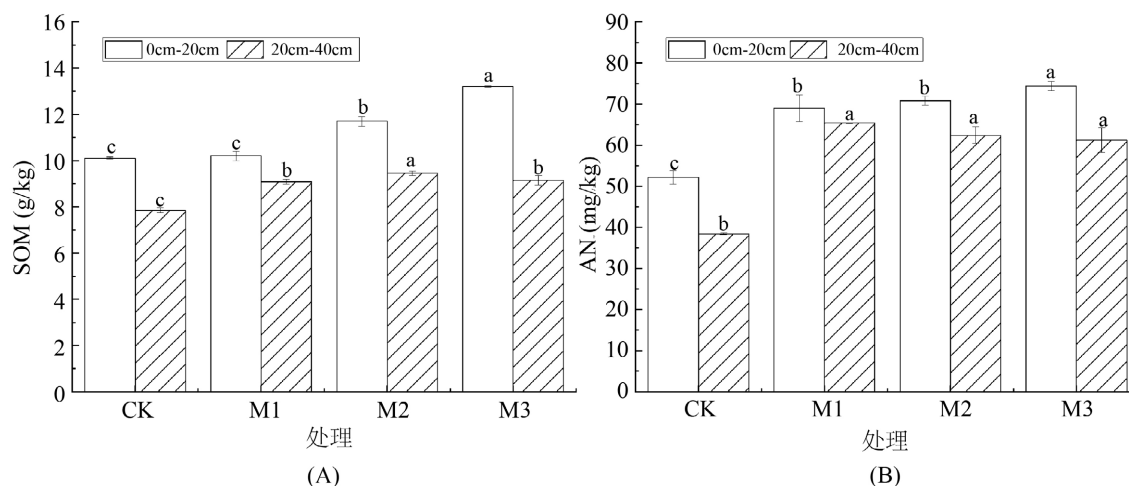 16
14
12
10
8
6
4
2
0
SOM (g/kg)
0cm-20cm
20cm-40cm
c
c
c
b
b
a
a
b
CK
M1
M2
M3
处理
(A)
90
80
70
60
50
40
30
20
10
0
AN (mg/kg)
0cm-20cm
20cm-40cm
c
b
b
a
b
a
a
a
CK
M1
M2
M3
处理
(B)